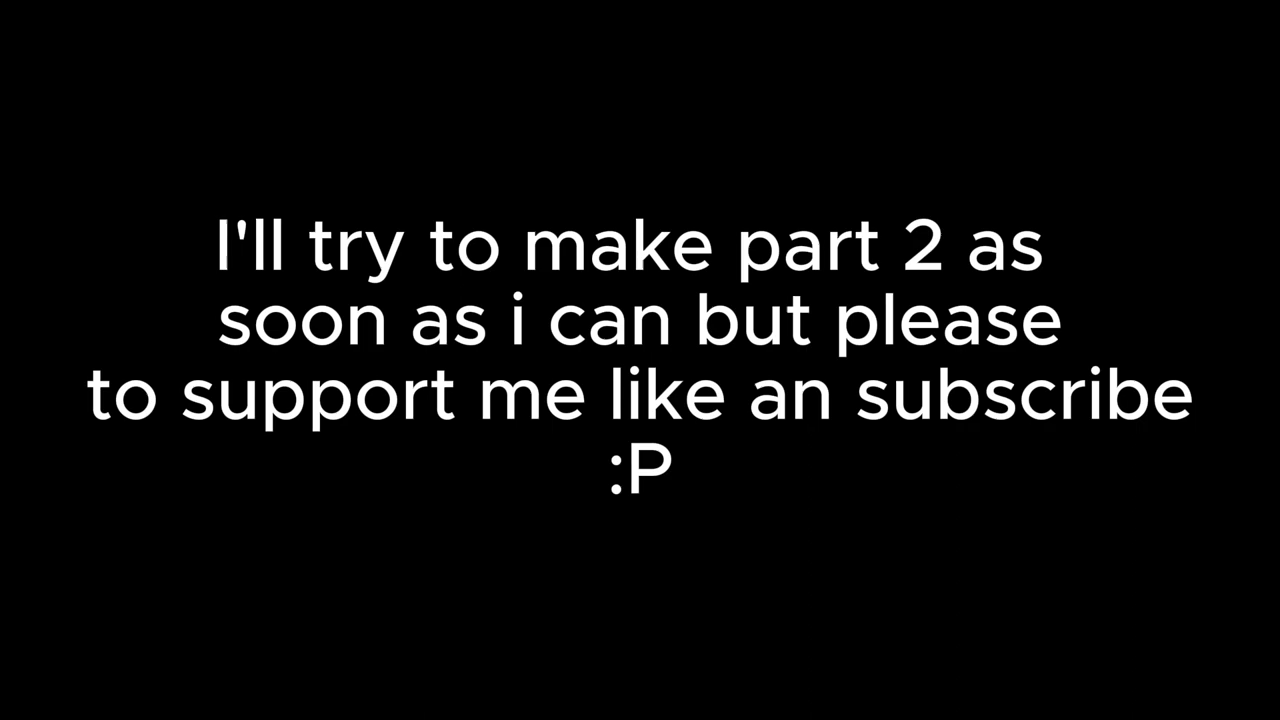 I'll try to make part 2 as
soon as i can but please
to support me like an subscribe
:P